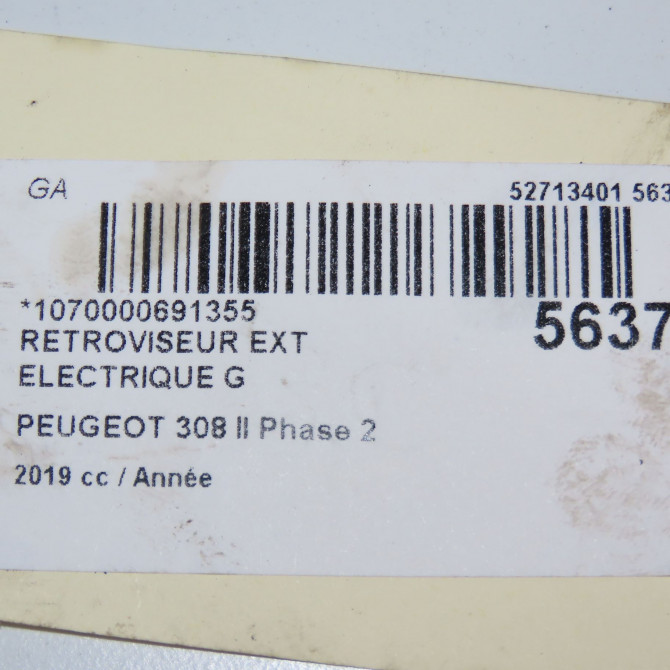 GA
52713401 563
*1070000691355
5637
RETROVISEUR EXT
ELECTRIQUE G
PEUGEOT 308 II Phase 2
2019 cc / Année